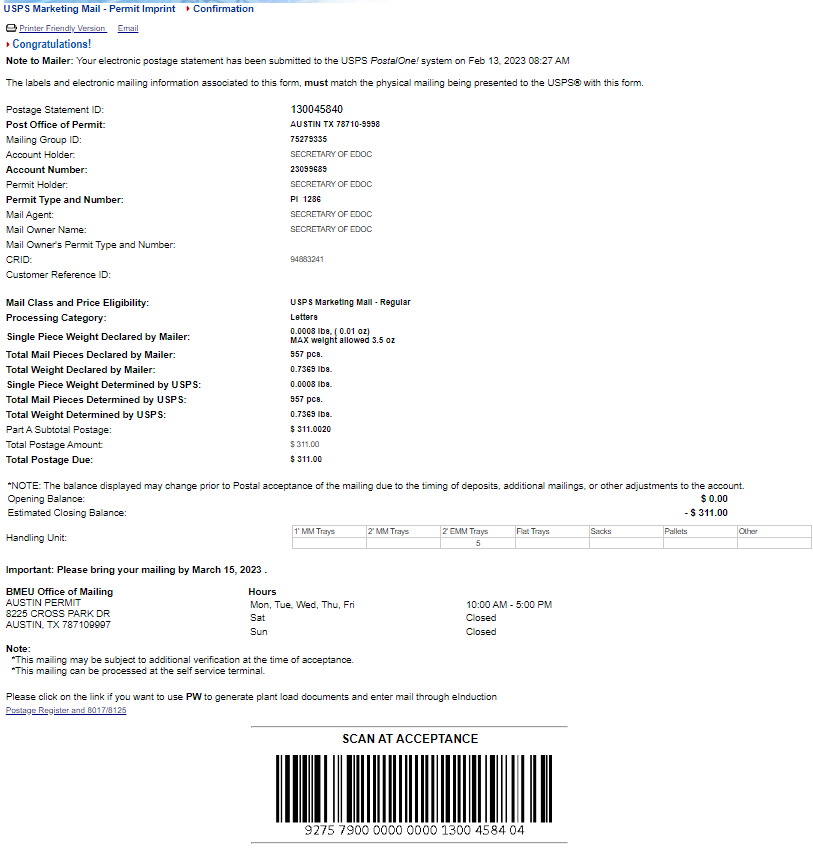 USPS Marketing Mail - Permit Imprint Confirmation
Printer Friendly Version Email
Congratulations!
Note to Mailer: Your electronic postage statement has been submitted to the USPS PostalOne! system on Feb 13, 2023 08:27 AM
The labels and electronic mailing information associated to this form, must match the physical mailing being presented to the USPS® with this form.
Postage Statement ID: 130045840
Post Office of Permit: AUSTIN TX 78710-9998
Mailing Group ID: 75279335
Account Holder: SECRETARY OF EDOC
Account Number: 23099689
Permit Holder: SECRETARY OF EDOC
Permit Type and Number: PI 1286
Mail Agent: SECRETARY OF EDOC
Mail Owner Name: SECRETARY OF EDOC
Mail Owner's Permit Type and Number:
CRID: 94883241
Customer Reference ID:
Mail Class and Price Eligibility: USPS Marketing Mail - Regular
Processing Category: Letters
Single Piece Weight Declared by Mailer: 0.0008 lbs, ( 0.01 oz)
MAX weight allowed 3.5 oz
Total Mail Pieces Declared by Mailer: 957 pcs.
Total Weight Declared by Mailer: 0.7369 lbs.
Single Piece Weight Determined by USPS: 0.0008 lbs.
Total Mail Pieces Determined by USPS: 957 pcs.
Total Weight Determined by USPS: 0.7369 lbs.
Part A Subtotal Postage: $ 311.0020
Total Postage Amount: $ 311.00
Total Postage Due: $ 311.00
*NOTE: The balance displayed may change prior to Postal acceptance of the mailing due to the timing of deposits, additional mailings, or other adjustments to the account.
Opening Balance: $ 0.00
Estimated Closing Balance: - $ 311.00
1' MM Trays 2' MM Trays 2' EMM Trays Flat Trays Sacks Pallets Other
Handling Unit: 5
Important: Please bring your mailing by March 15, 2023 .
BMEU Office of Mailing Hours
AUSTIN PERMIT Mon, Tue, Wed, Thu, Fri 10:00 AM - 5:00 PM
8225 CROSS PARK DR Sat Closed
AUSTIN, TX 787109997 Sun Closed
Note:
*This mailing may be subject to additional verification at the time of acceptance.
*This mailing can be processed at the self service terminal.
Please click on the link if you want to use PW to generate plant load documents and enter mail through eInduction
Postage Register and 8017/8125
SCAN AT ACCEPTANCE
9275 7900 0000 0000 1300 4584 04